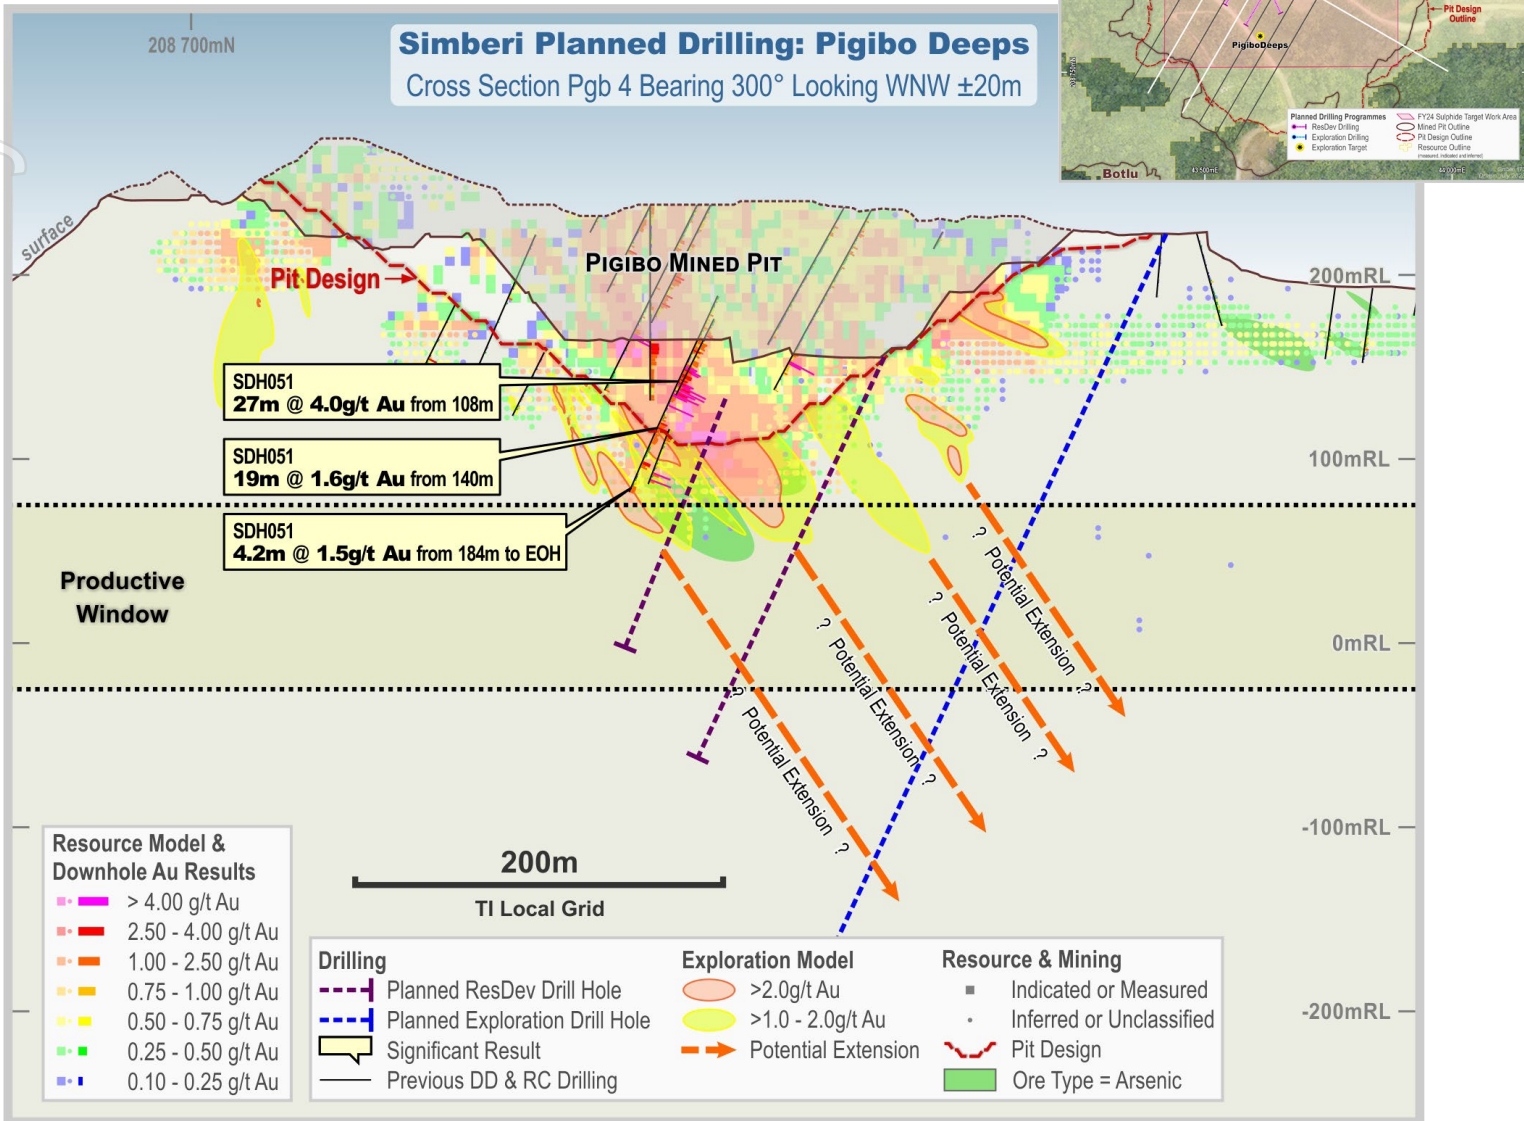 208 700mN
Simberi Planned Drilling: Pigibo Deeps
Cross Section Pgb 4 Bearing 300° Looking WNW ±20m
Pit Design
Outline
PigiboDeeps
Planned Drilling Programmes
ResDev Drilling
Exploration Drilling
Exploration Target
FY24 Sulphide Target Work Area
Mined Pit Outline
Pit Design Outline
Resource Outline
(measured, indicated and inferred)
Botlu
43 500mE
44 000mE
surface
Pit Design
PIGIBO MINED PIT
200mRL
SDH051
27m @ 4.0g/t Au from 108m
SDH051
19m @ 1.6g/t Au from 140m
SDH051
4.2m @ 1.5g/t Au from 184m to EOH
100mRL
Productive
Window
0mRL
? Potential Extension ?
? Potential Extension ?
? Potential Extension ?
? Potential Extension ?
-100mRL
-200mRL
200m
TI Local Grid
Resource Model &
Downhole Au Results
> 4.00 g/t Au
2.50 - 4.00 g/t Au
1.00 - 2.50 g/t Au
0.75 - 1.00 g/t Au
0.50 - 0.75 g/t Au
0.25 - 0.50 g/t Au
0.10 - 0.25 g/t Au
Drilling
Planned ResDev Drill Hole
Planned Exploration Drill Hole
Significant Result
Previous DD & RC Drilling
Exploration Model
>2.0g/t Au
>1.0 - 2.0g/t Au
Potential Extension
Resource & Mining
Indicated or Measured
Inferred or Unclassified
Pit Design
Ore Type = Arsenic